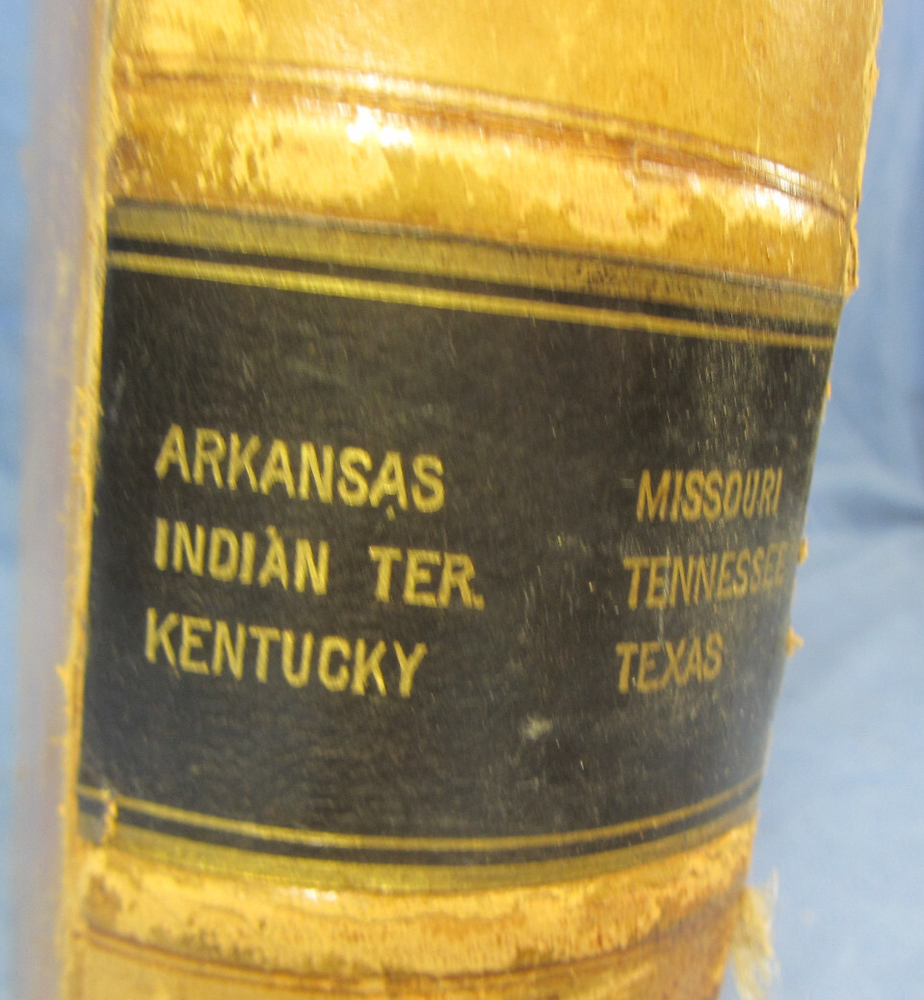 ARKANSAS
INDIAN TER.
KENTUCKY
MISSOURI
TENNESSEE
TEXAS